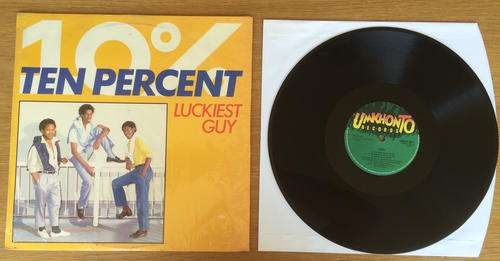 10%
TEN PERCENT
LUCKIEST
GUY
UMKHONTO
RECORDS